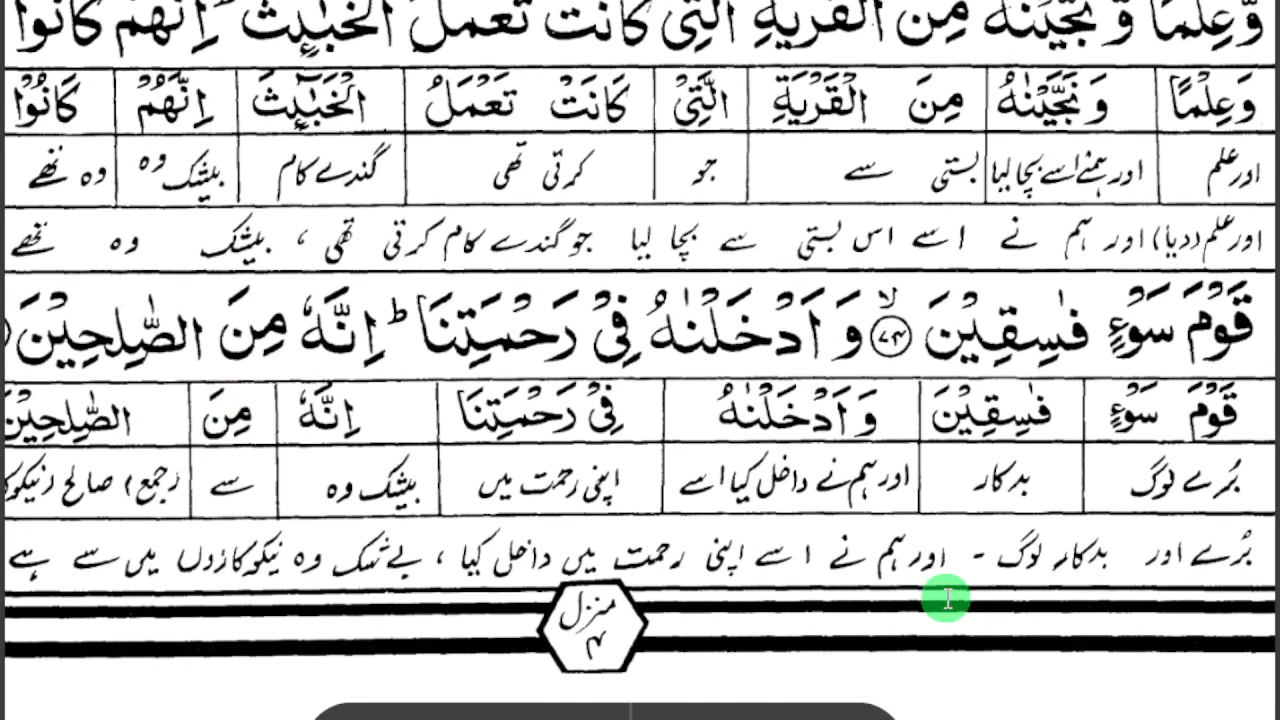 وَّعِلْمًا وَّ نَجَّيْنٰهُ مِنَ الْقَرْيَةِ الَّتِیْ كَانَتْ تَّعْمَلُ الْخَبٰٓئِثَ ؕ اِنَّهُمْ كَانُوْا
وَعِلْمًا وَ نَجَّيْنٰهُ مِنَ الْقَرْيَةِ الَّتِیْ كَانَتْ تَعْمَلُ الْخَبٰٓئِثَ اِنَّهُمْ كَانُوْا
اور علم اور ہمنے اسے بچا لیا بستی سے جو کرتی تھی گندے کام بیشک وہ وہ تھے
اور علم (دیا) اور ہم نے اسے اس بستی سے بچا لیا جو گندے کام کرتی تھی ، بیشک وہ تھے
قَوْمَ سَوْءٍ فٰسِقِيْنَ ۙ ﴿۷۴﴾ وَ اَدْخَلْنٰهُ فِیْ رَحْمَتِنَا ؕ اِنَّهٗ مِنَ الصّٰلِحِيْنَ
قَوْمَ سَوْءٍ فٰسِقِيْنَ وَ اَدْخَلْنٰهُ فِیْ رَحْمَتِنَا اِنَّهٗ مِنَ الصّٰلِحِيْنَ
بُرے لوگ بدکار اور ہم نے داخل کیا اسے اپنی رحمت میں بیشک وہ سے (جمع) صالح
بُرے اور بدکار لوگ - اور ہم نے اسے اپنی رحمت میں داخل کیا ، بے شک وہ نیکوکاروں میں سے ہے
منزل ۴